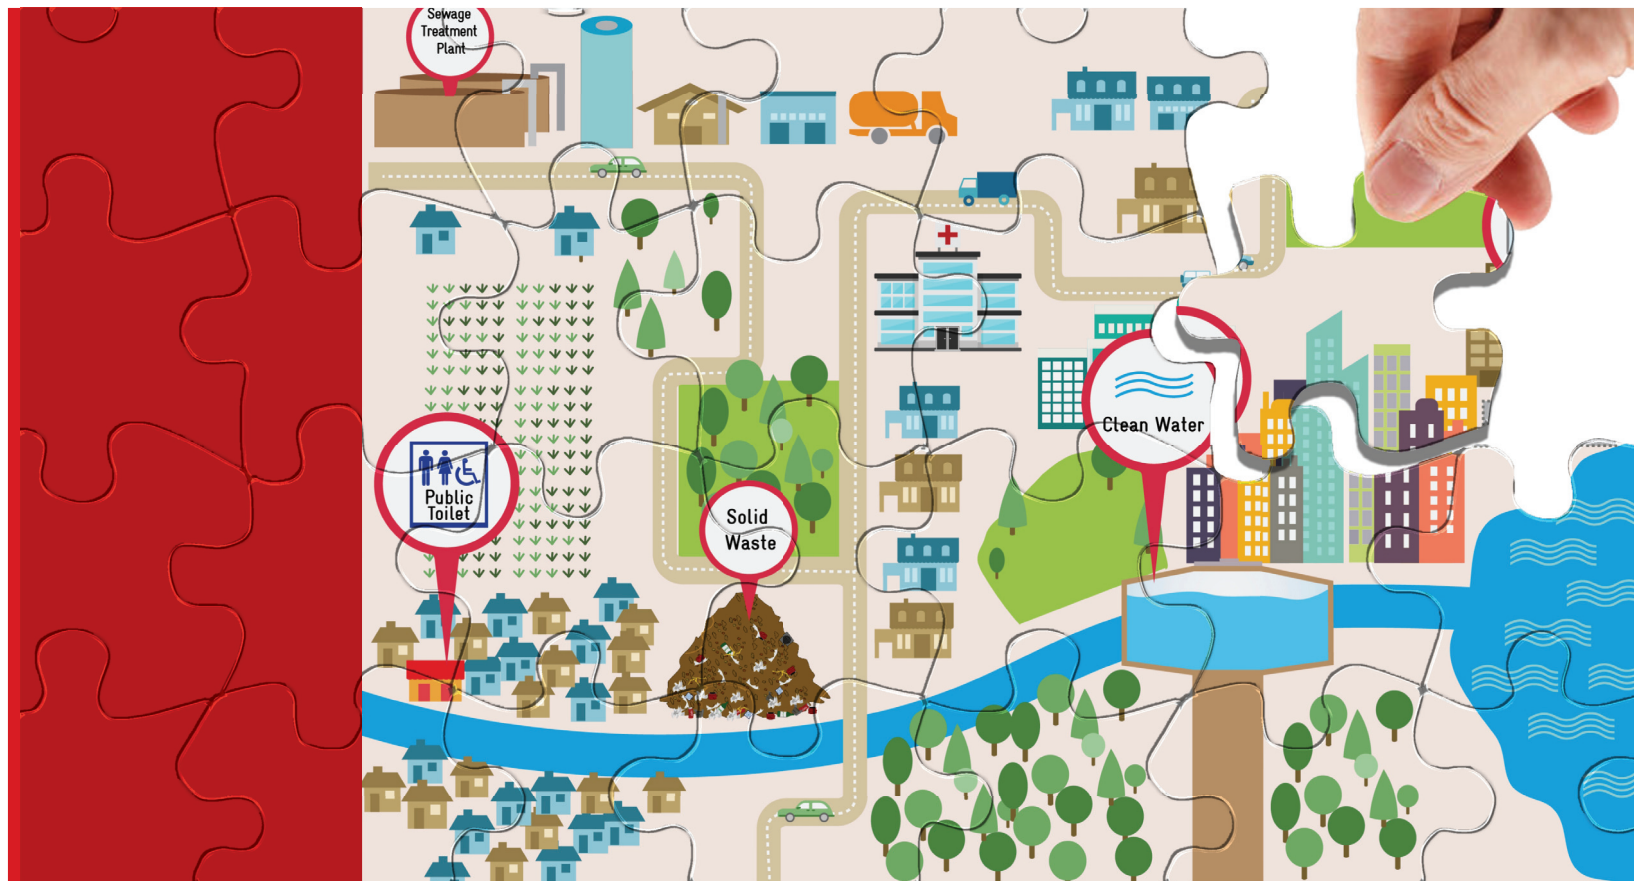 Sewage
Treatment
Plant
Public
Toilet
Solid
Waste
Clean Water